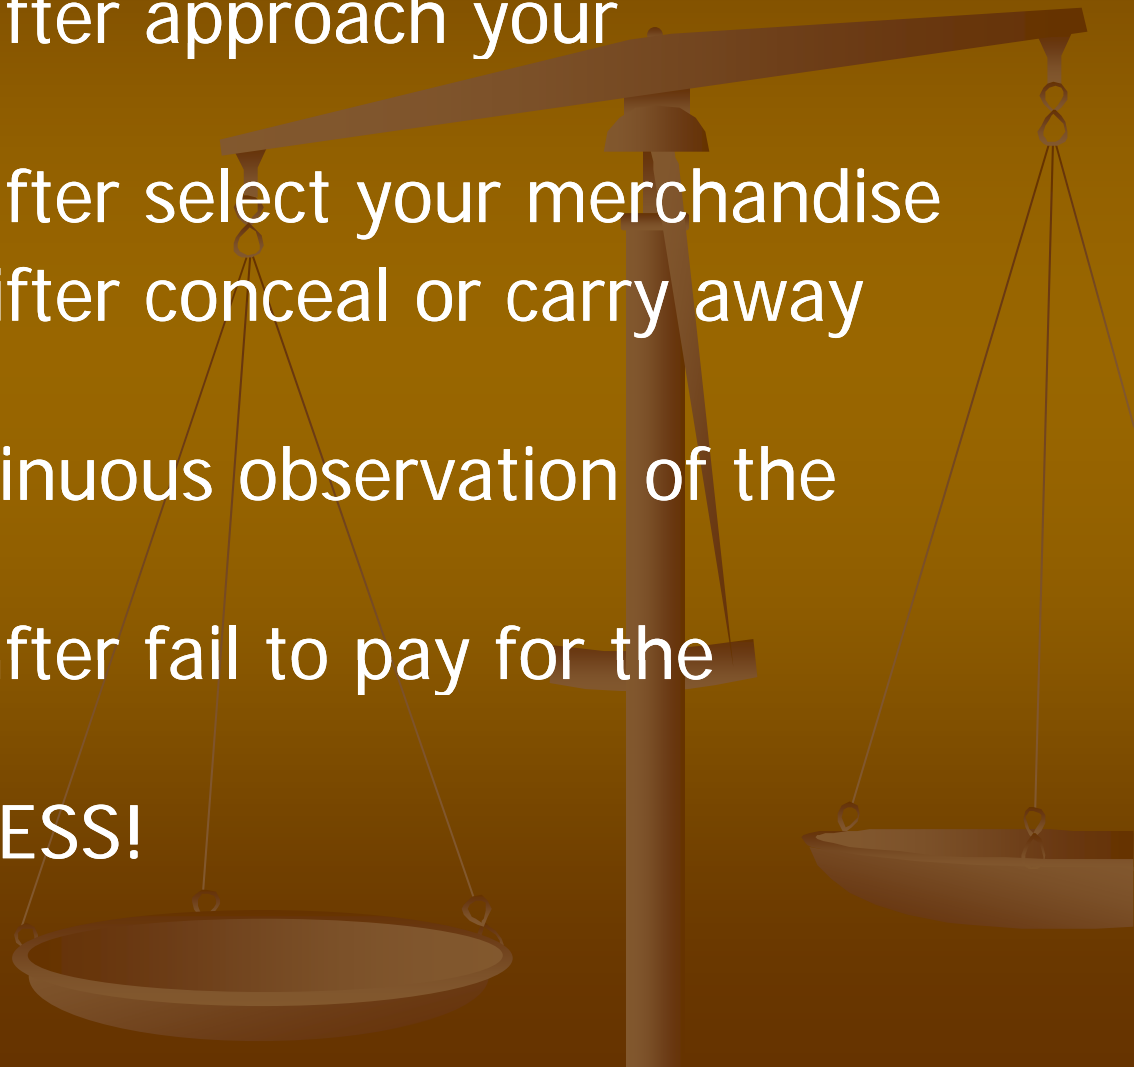 fter approach your
fter select your merchandise
ifter conceal or carry away
inuous observation of the
fter fail to pay for the
ESS!